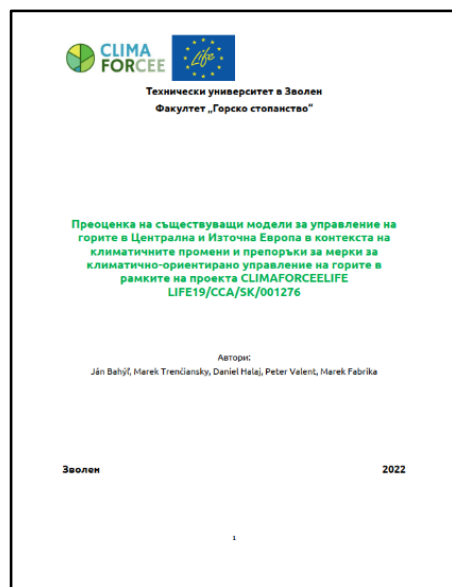 CLIMA
FORCEE
Life
Технически университет в Зволен
Факултет „Горско стопанство“
Преоценка на съществуващи модели за управление на
горите в Централна и Източна Европа в контекста на
климатичните промени и препоръки за мерки за
климатично-ориентирано управление на горите в
рамките на проекта CLIMAFORCEELIFE
LIFE19/CCA/SK/001276
Автори:
Ján Bahýľ, Marek Trenčiansky, Daniel Halaj, Peter Valent, Marek Fabrika
Зволен 2022
1